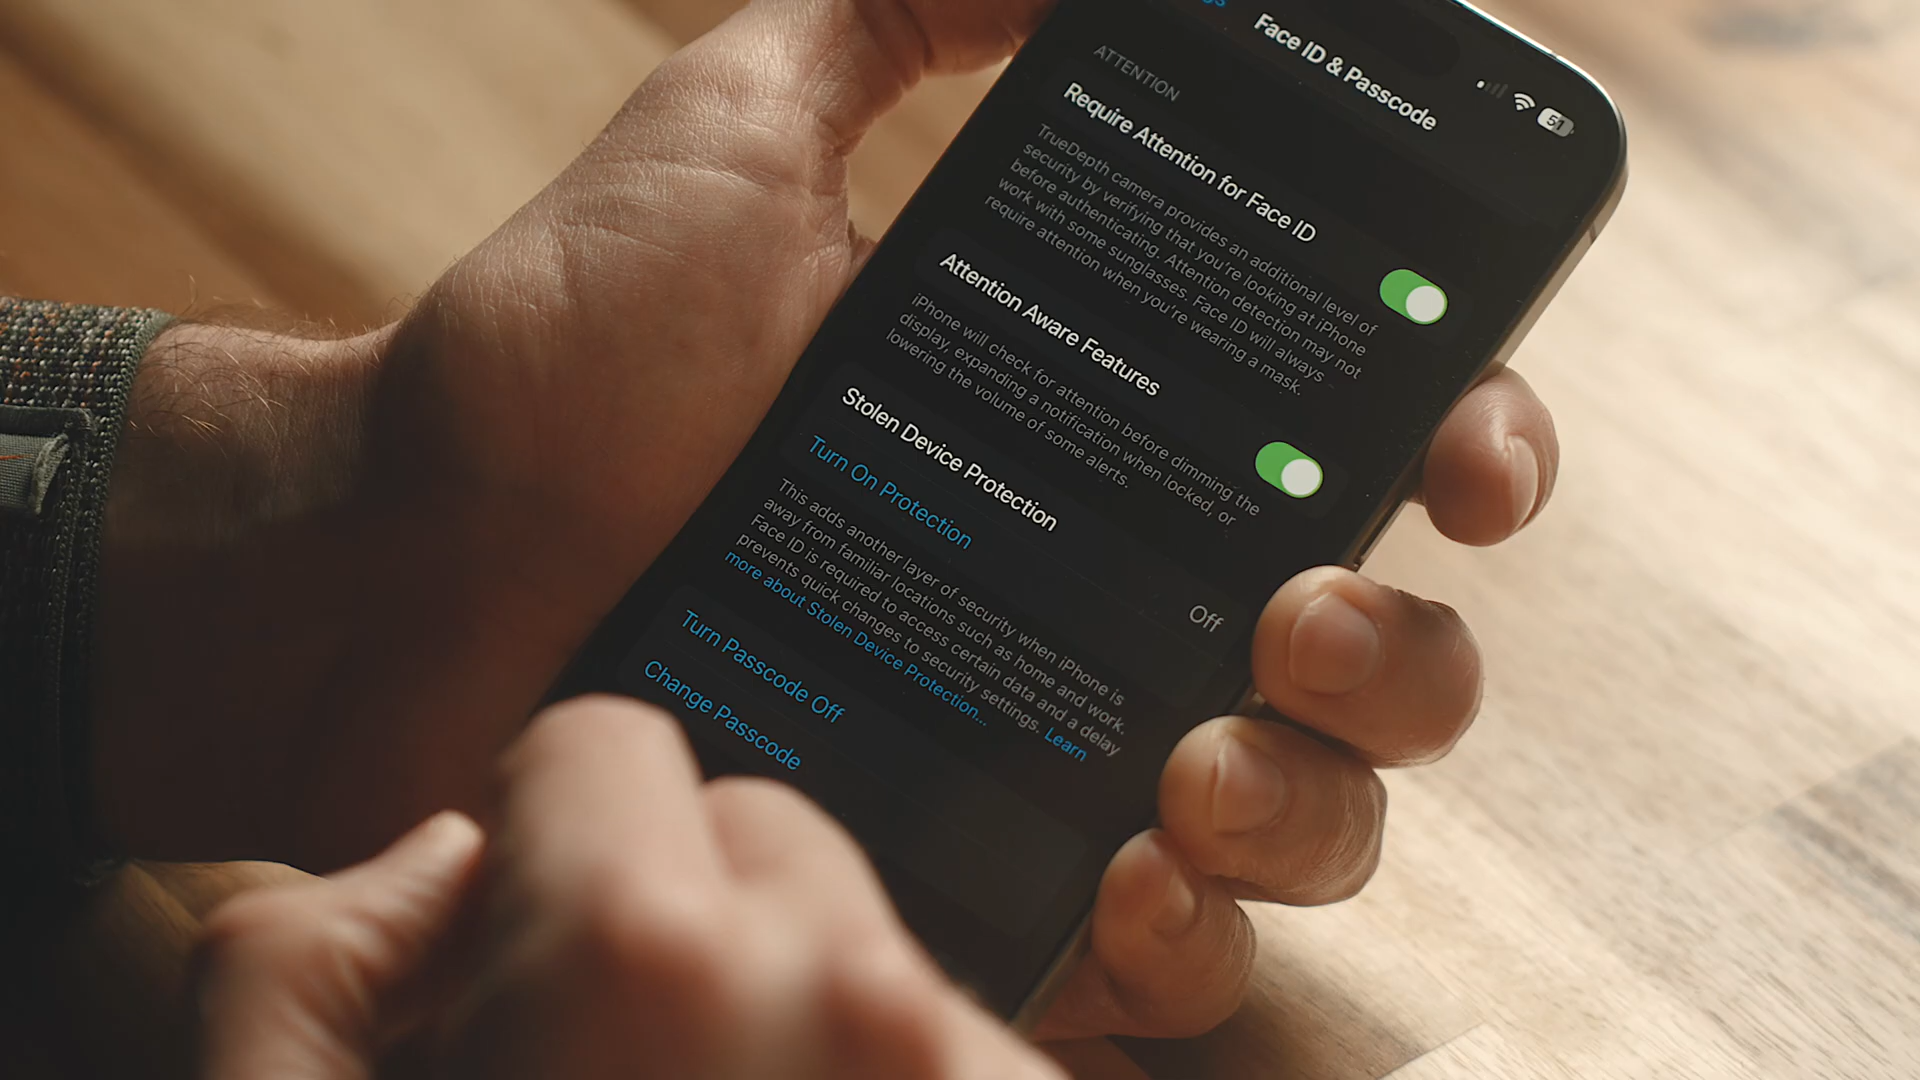 Face ID & Passcode
51
ATTENTION
Require Attention for Face ID
TrueDepth camera provides an additional level of
security by verifying that you're looking at iPhone
before authenticating. Attention detection may not
work with some sunglasses. Face ID will always
require attention when you're wearing a mask.
Attention Aware Features
iPhone will check for attention before dimming the
display, expanding a notification when locked, or
lowering the volume of some alerts.
Stolen Device Protection
Off
Turn On Protection
This adds another layer of security when iPhone is
away from familiar locations such as home and work.
Face ID is required to access certain data and a delay
prevents quick changes to security settings. Learn
more about Stolen Device Protection...
Turn Passcode Off
Change Passcode